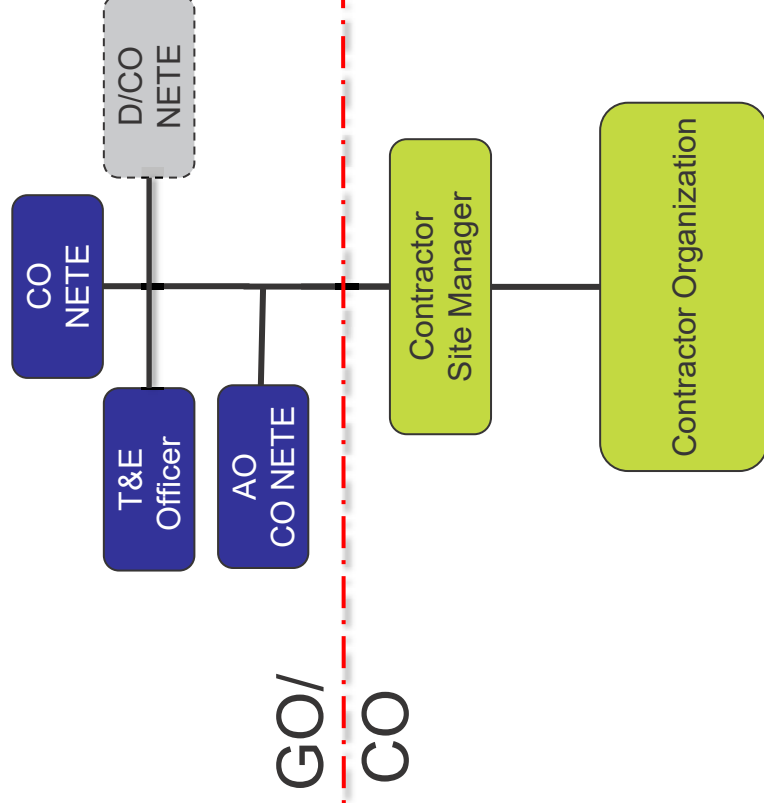 CO
NETE
D/CO
NETE
T&E
Officer
AO
CO NETE
GO/
CO
Contractor
Site Manager
Contractor Organization